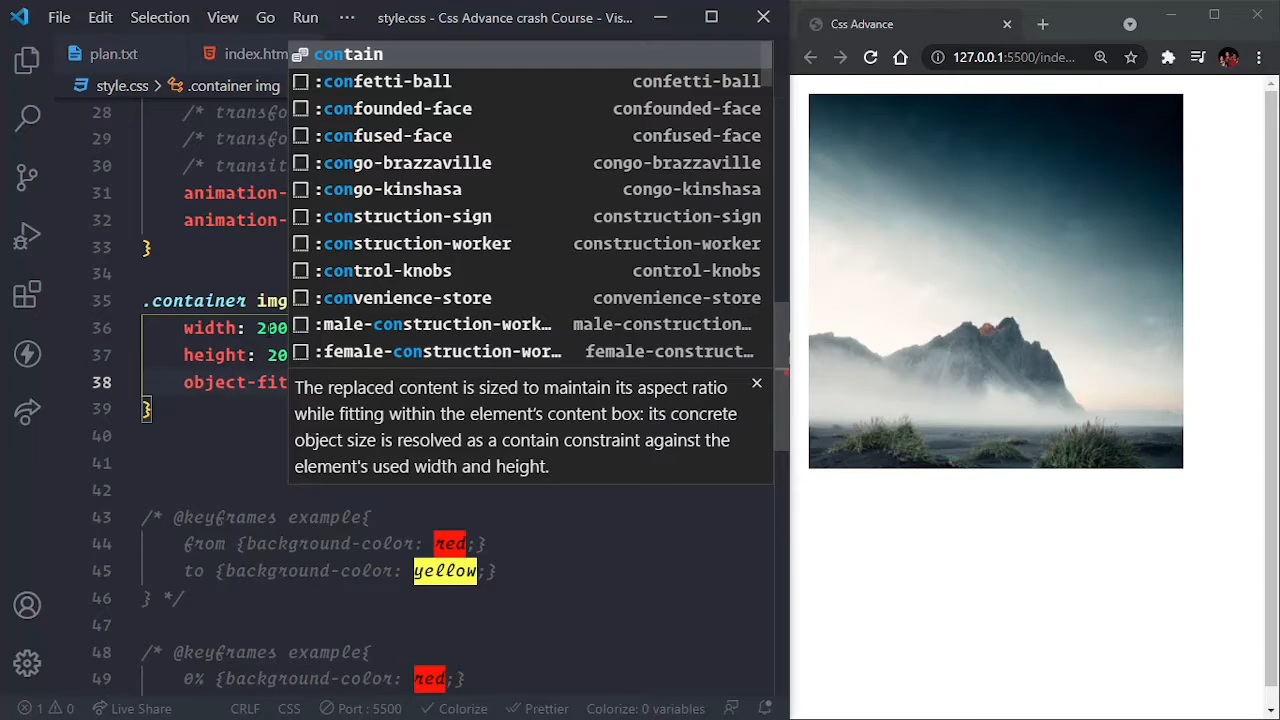 File Edit Selection View Go Run ··· style.css - Css Advance crash Course - Vis...
plan.txt index.htm
style.css > .container img
contain
:confetti-ball confetti-ball
:confounded-face confounded-face
:confused-face confused-face
:congo-brazzaville congo-brazzaville
:congo-kinshasa congo-kinshasa
:construction-sign construction-sign
:construction-worker construction-worker
:control-knobs control-knobs
:convenience-store convenience-store
:male-construction-work... male-construction...
:female-construction-wor... female-construct...
The replaced content is sized to maintain its aspect ratio
while fitting within the element's content box: its concrete
object size is resolved as a contain constraint against the
element's used width and height.
28 /* transfo
29 /* transfo
30 /* transit
31 animation-
32 animation-
33 }
34
35 .container img
36 width: 200
37 height: 20
38 object-fit
39 }
40
41
42
43 /* @keyframes example{
44 from {background-color: red;}
45 to {background-color: yellow;}
46 } */
47
48 /* @keyframes example{
49 0% {background-color: red;}
1 0 Live Share CRLF CSS Port : 5500 Colorize Prettier Colorize: 0 variables
Css Advance
127.0.0.1:5500/inde...